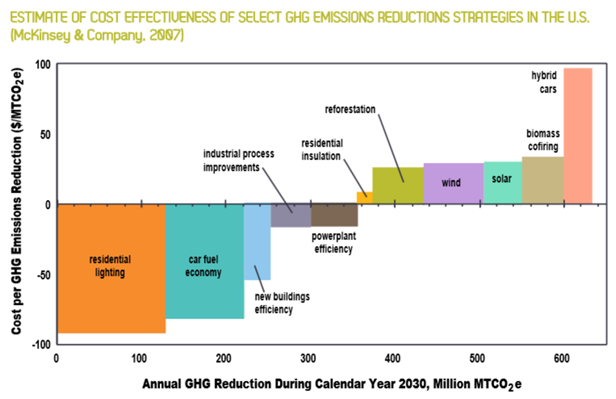 ESTIMATE OF COST EFFECTIVENESS OF SELECT GHG EMISSIONS REDUCTIONS STRATEGIES IN THE U.S.
(McKinsey & Company, 2007)
Cost per GHG Emissions Reduction ($/MTCO2e)
100
50
0
-50
-100
residential
lighting
car fuel
economy
new buildings
efficiency
industrial process
improvements
powerplant
efficiency
residential
insulation
reforestation
wind
solar
biomass
cofiring
hybrid
cars
0
100
200
300
400
500
600
Annual GHG Reduction During Calendar Year 2030, Million MTCO2e